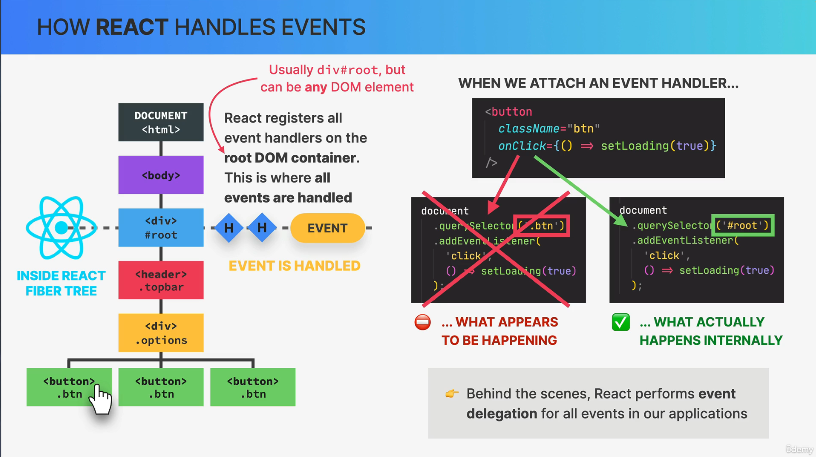 HOW REACT HANDLES EVENTS
Usually div#root, but
can be any DOM element
DOCUMENT
<html>
<body>
<div>
#root
<header>
.topbar
<div>
.options
<button>
.btn
<button>
.btn
<button>
.btn
INSIDE REACT
FIBER TREE
React registers all
event handlers on the
root DOM container.
This is where all
events are handled
H
H
EVENT
EVENT IS HANDLED
WHEN WE ATTACH AN EVENT HANDLER...
<button
className="btn"
onClick={() => setLoading(true)}
/>
document
.querySelector('.btn')
.addEventListener(
'click',
() => setLoading(true)
);
... WHAT APPEARS
TO BE HAPPENING
document
.querySelector('#root')
.addEventListener(
'click',
() => setLoading(true)
);
... WHAT ACTUALLY
HAPPENS INTERNALLY
👉 Behind the scenes, React performs event
delegation for all events in our applications
Udemy